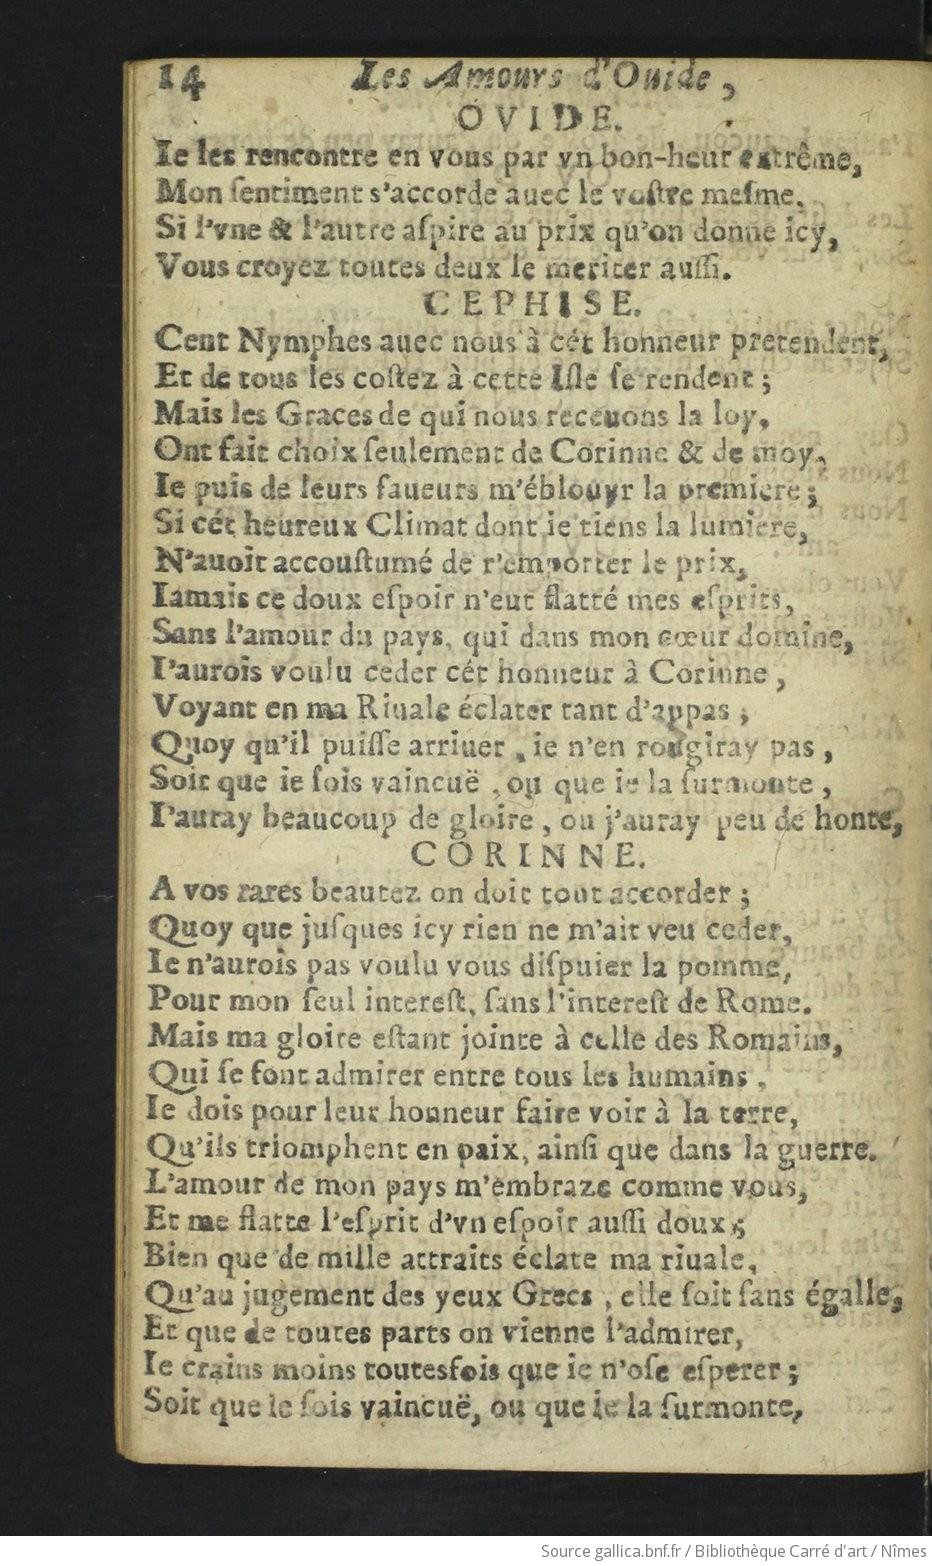 14 Les Amours d'Ouide,
OVIDE.
Ie les rencontre en vous par vn bon-heur extrême,
Mon ſentiment s'accorde auec le voſtre meſme,
Si l'vne & l'autre aſpire au prix qu'on donne icy,
Vous croyez toutes deux le meriter auſſi.
CEPHISE.
Cent Nymphes auec nous à cét honneur pretendent,
Et de tous les coſtez à cette Iſle ſe rendent ;
Mais les Graces de qui nous receuons la loy,
Ont fait choix ſeulement de Corinne & de moy,
Ie puis de leurs faueurs m'éblouyr la premiere ;
Si cét heureux Climat dont ie tiens la lumiere,
N'auoit accouſtumé de r'emporter le prix,
Iamais ce doux eſpoir n'eut flatté mes eſprits,
Sans l'amour du pays, qui dans mon cœur domine,
I'aurois voulu ceder cét honneur à Corinne ,
Voyant en ma Riuale éclater tant d'appas ;
Quoy qu'il puiſſe arriuer , ie n'en rougiray pas ,
Soit que ie ſois vaincuë , ou que ie la ſurmonte ,
I'auray beaucoup de gloire , ou j'auray peu de honte,
CORINNE.
A vos rares beautez on doit tout accorder ;
Quoy que juſques icy rien ne m'ait veu ceder,
Ie n'aurois pas voulu vous diſpuier la pomme,
Pour mon ſeul intereſt, ſans l'intereſt de Rome.
Mais ma gloire eſtant jointe à celle des Romains,
Qui ſe font admirer entre tous les humains ,
Ie dois pour leur honneur faire voir à la terre,
Qu'ils triomphent en paix, ainſi que dans la guerre.
L'amour de mon pays m'embraze comme vous,
Et me flatte l'eſprit d'vn eſpoir auſſi doux ;
Bien que de mille attraits éclate ma riuale,
Qu'au jugement des yeux Grecs , elle ſoit ſans égalle,
Et que de toutes parts on vienne l'admirer,
Ie crains moins toutesfois que ie n'oſe eſperer ;
Soit que ie ſois vaincuë, ou que ie la ſurmonte,
Source gallica.bnf.fr / Bibliothèque Carré d'art / Nîmes